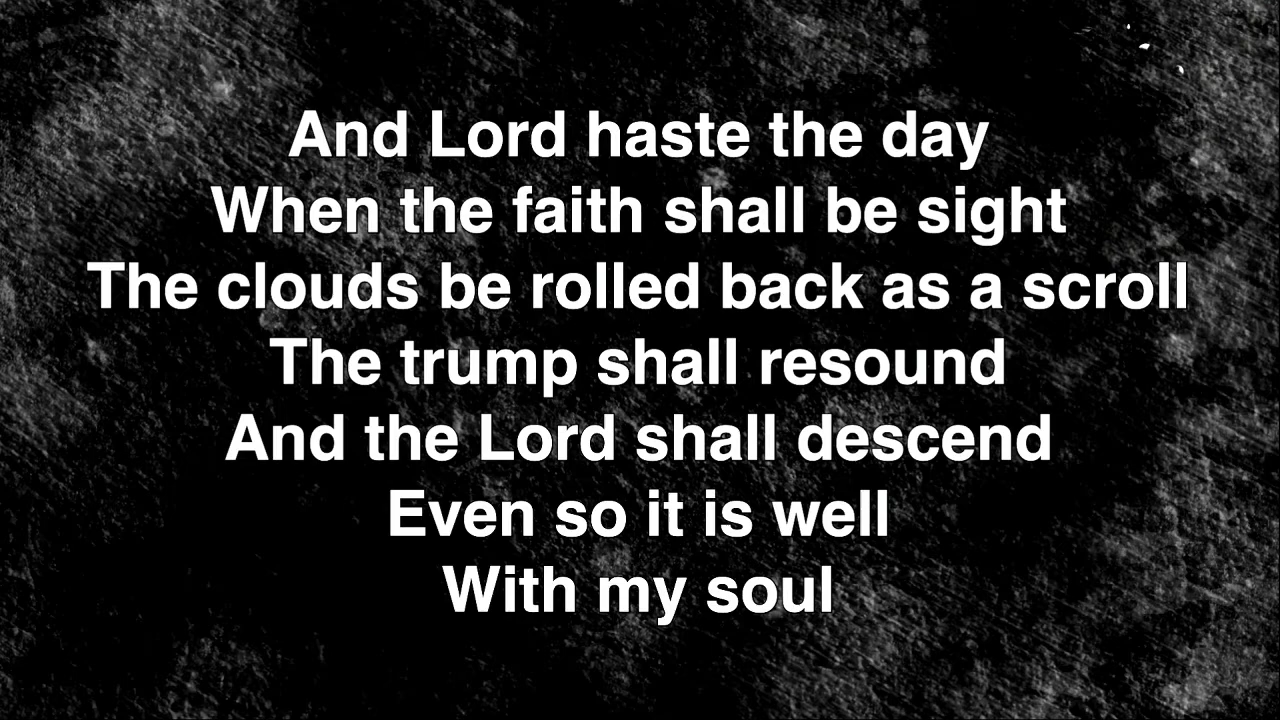 And Lord haste the day
When the faith shall be sight
The clouds be rolled back as a scroll
The trump shall resound
And the Lord shall descend
Even so it is well
With my soul